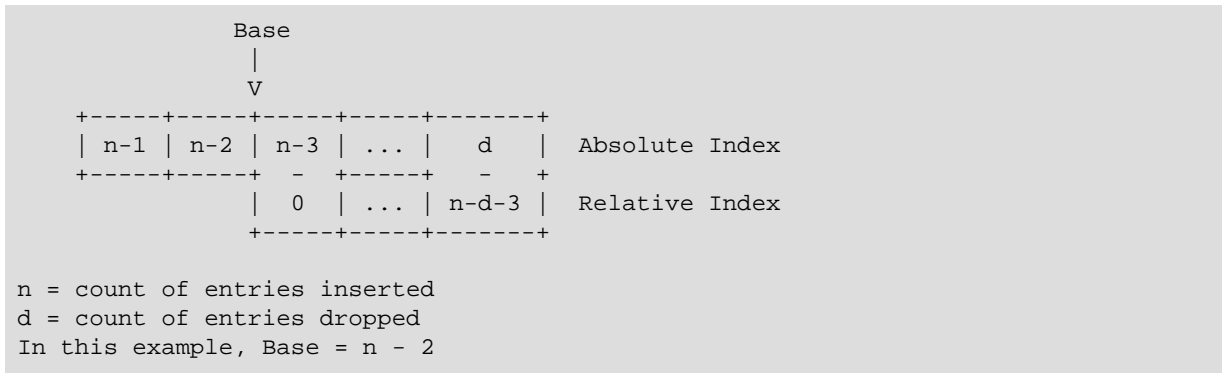 Base
|
V
+-----+-----+-----+-----+-------+
| n-1 | n-2 | n-3 | ... | d | Absolute Index
+-----+-----+ - +-----+ - +
| 0 | ... | n-d-3 | Relative Index
+-----+-----+-------+
n = count of entries inserted
d = count of entries dropped
In this example, Base = n - 2